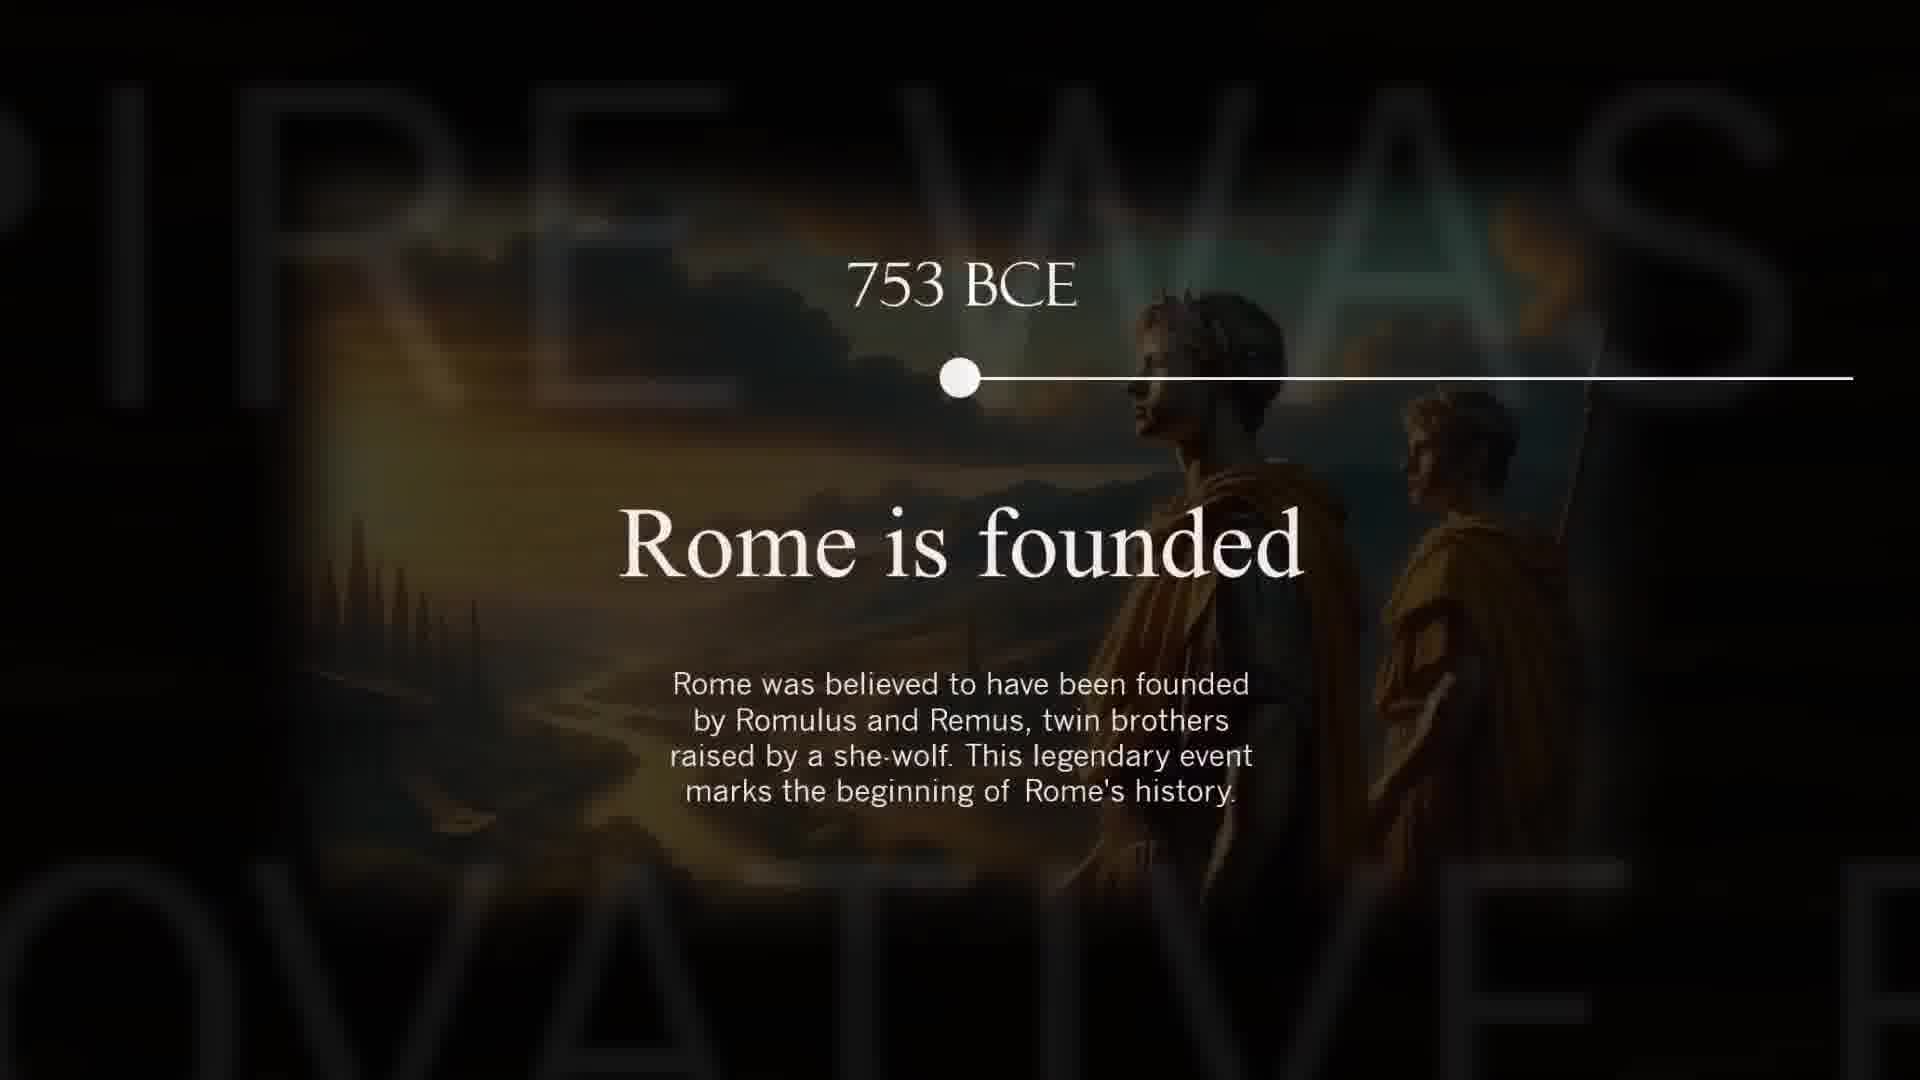 PIRE WAS
753 BCE
Rome is founded
Rome was believed to have been founded
by Romulus and Remus, twin brothers
raised by a she-wolf. This legendary event
marks the beginning of Rome's history.
OVATIVE